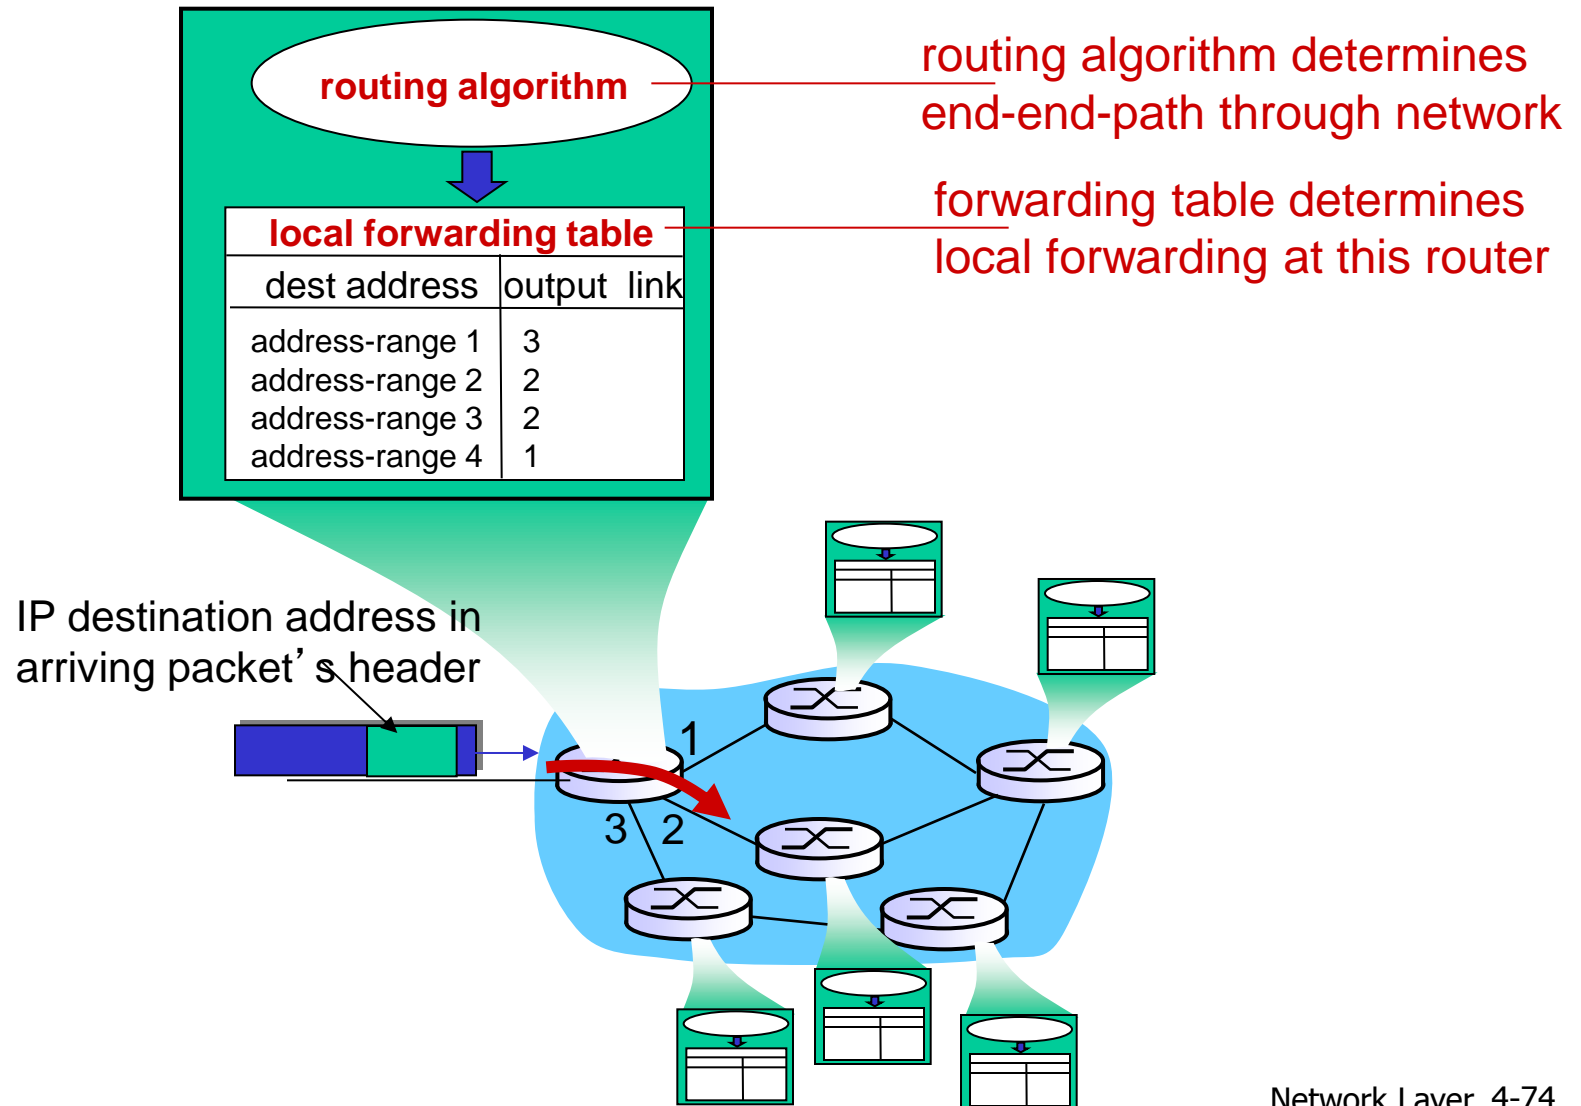 routing algorithm
routing algorithm determines
end-end-path through network
local forwarding table
forwarding table determines
local forwarding at this router
dest address output link
address-range 1 3
address-range 2 2
address-range 3 2
address-range 4 1
IP destination address in
arriving packet’s header
1
3 2
Network Layer 4-74